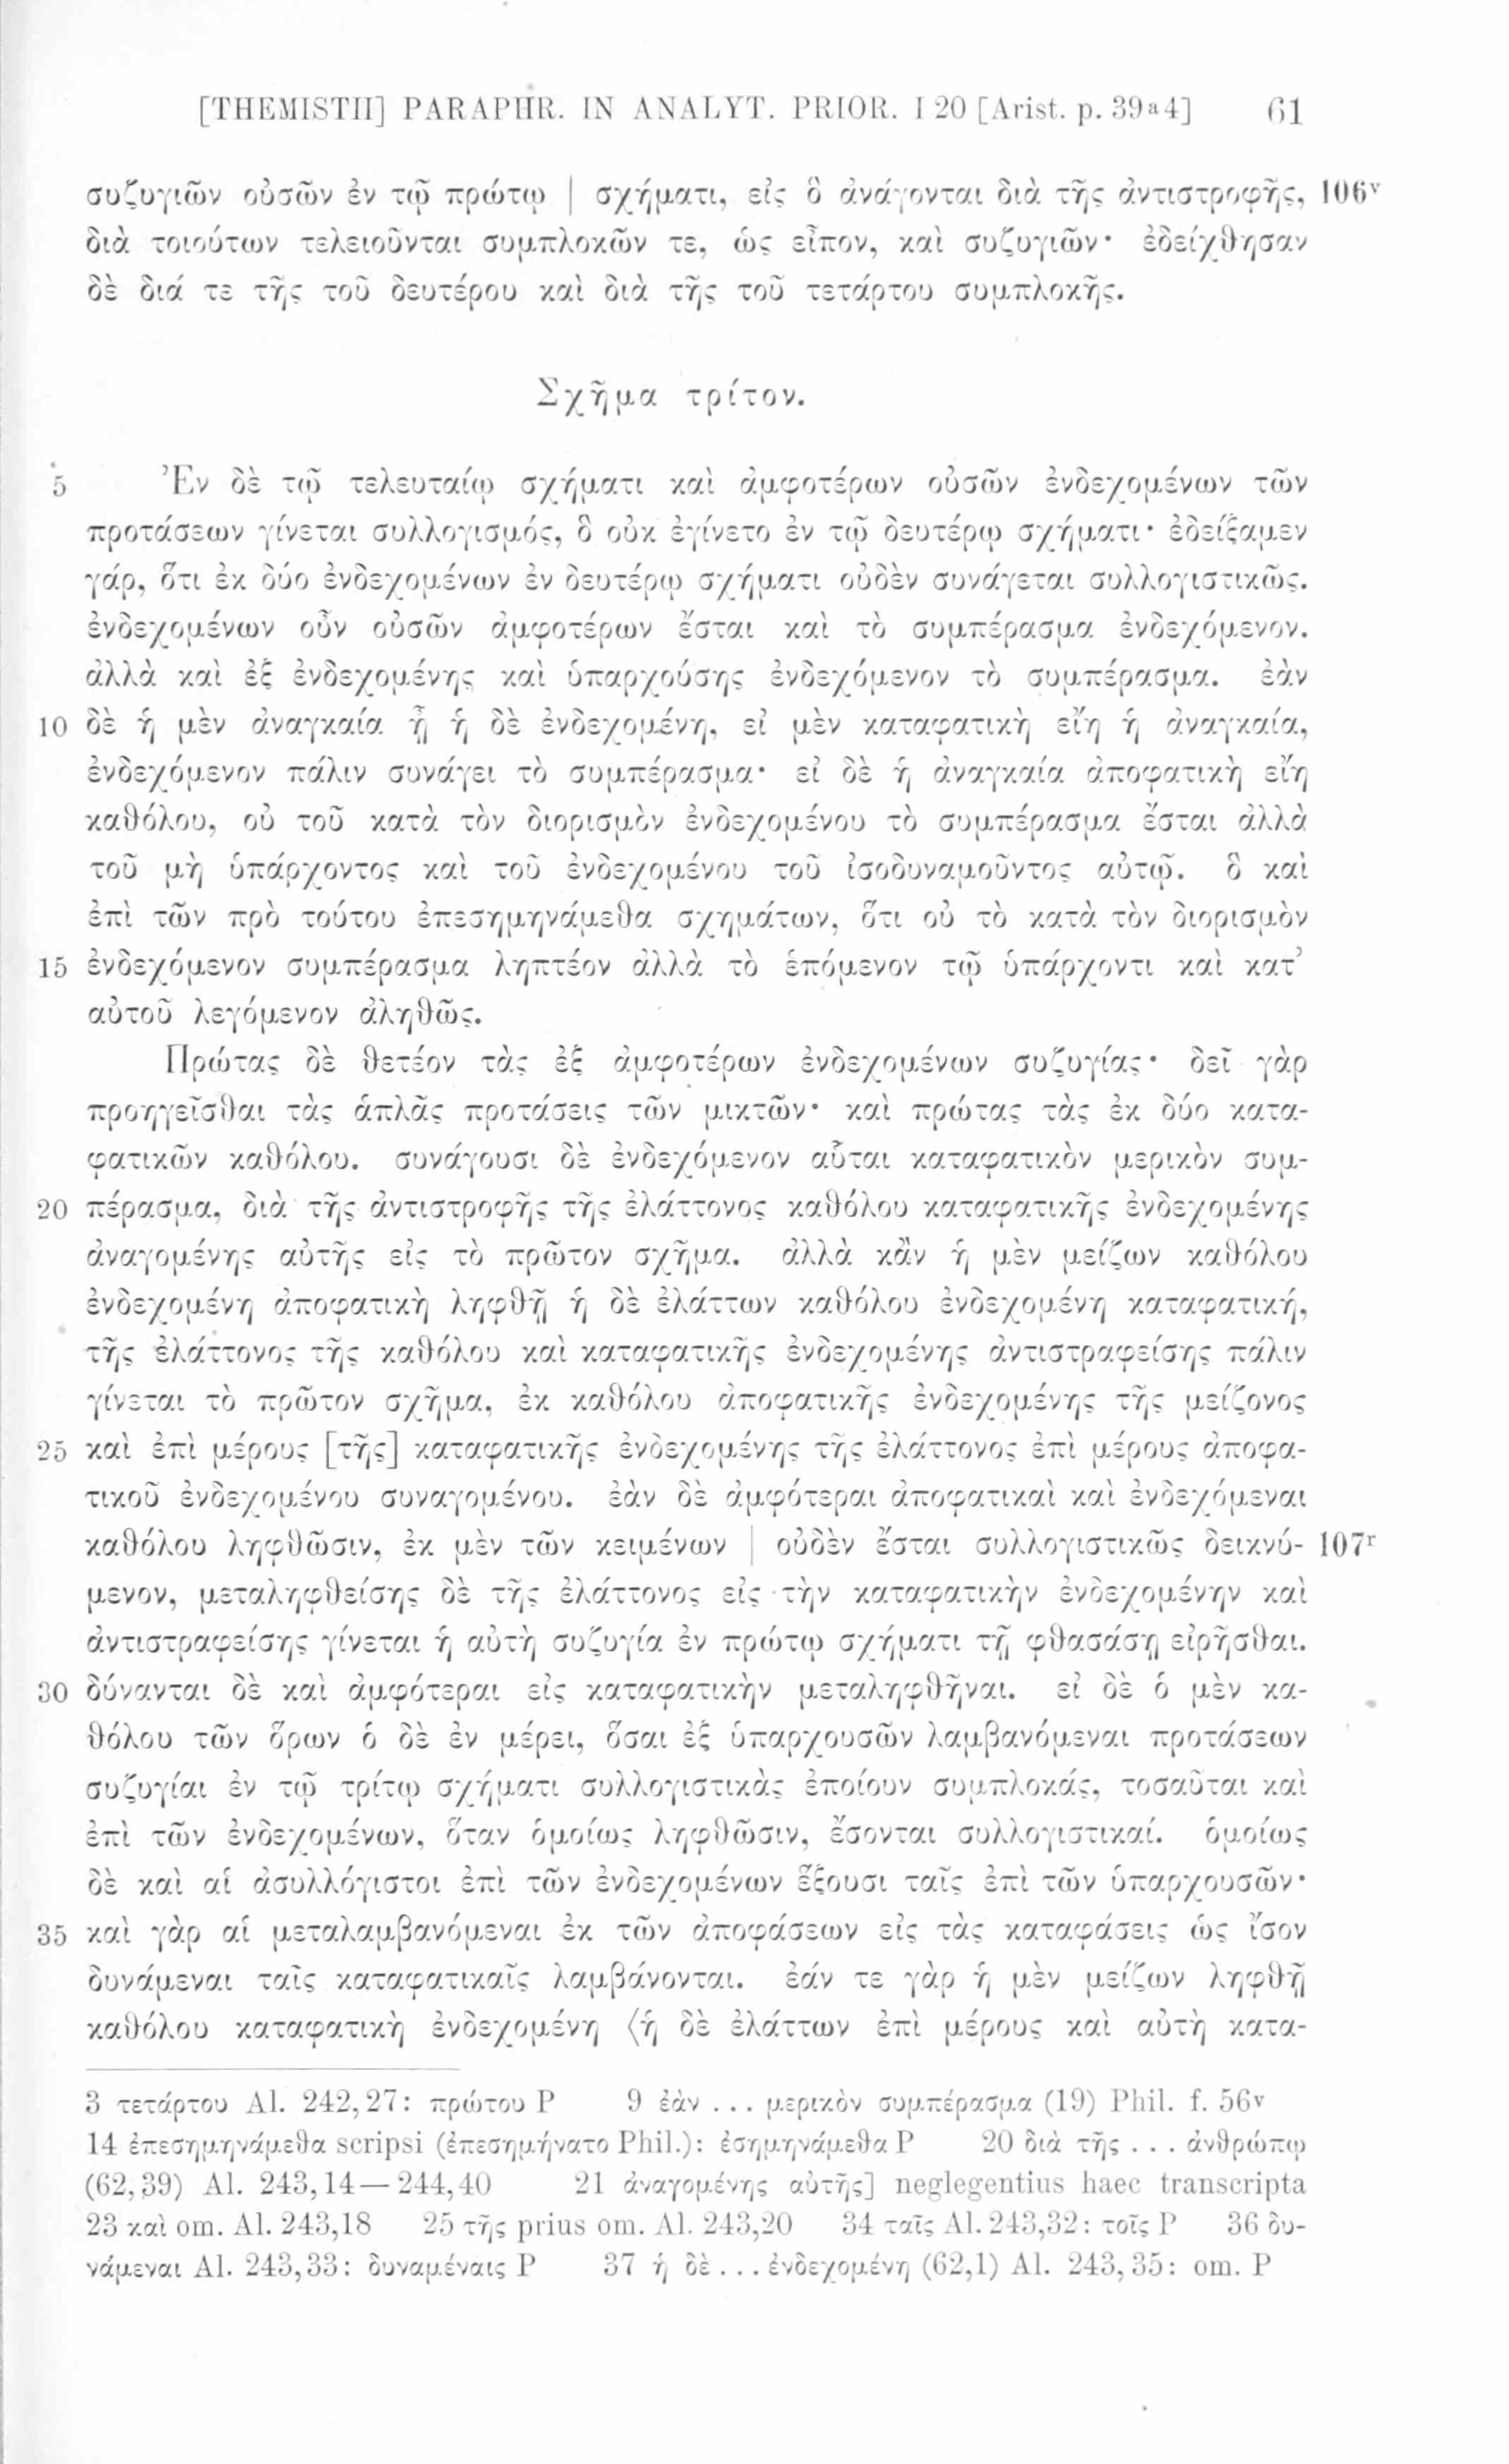 [THEMISTII] PARAPHR. IN ANALYT. PRIOR. I 20 [Arist. p. 39ᵃ4] 61
συζυγιῶν οὐσῶν ἐν τῷ πρώτῳ | σχήματι, εἰς ὃ ἀνάγονται διὰ τῆς ἀντιστροφῆς, 106ᵛ
διὰ τοιούτων τελειοῦνται συμπλοκῶν τε, ὡς εἶπον, καὶ συζυγιῶν· ἐδείχθησαν
δὲ διά τε τῆς τοῦ δευτέρου καὶ διὰ τῆς τοῦ τετάρτου συμπλοκῆς.
Σχῆμα τρίτον.
5 Ἐν δὲ τῷ τελευταίῳ σχήματι καὶ ἀμφοτέρων οὐσῶν ἐνδεχομένων τῶν
προτάσεων γίνεται συλλογισμός, ὃ οὐκ ἐγίνετο ἐν τῷ δευτέρῳ σχήματι· ἐδείξαμεν
γάρ, ὅτι ἐκ δύο ἐνδεχομένων ἐν δευτέρῳ σχήματι οὐδὲν συνάγεται συλλογιστικῶς.
ἐνδεχομένων οὖν οὐσῶν ἀμφοτέρων ἔσται καὶ τὸ συμπέρασμα ἐνδεχόμενον.
ἀλλὰ καὶ ἐξ ἐνδεχομένης καὶ ὑπαρχούσης ἐνδεχόμενον τὸ συμπέρασμα. ἐὰν
10 δὲ ἡ μὲν ἀναγκαία ᾖ ἡ δὲ ἐνδεχομένη, εἰ μὲν καταφατικὴ εἴη ἡ ἀναγκαία,
ἐνδεχόμενον πάλιν συνάγει τὸ συμπέρασμα· εἰ δὲ ἡ ἀναγκαία ἀποφατικὴ εἴη
καθόλου, οὐ τοῦ κατὰ τὸν διορισμὸν ἐνδεχομένου τὸ συμπέρασμα ἔσται ἀλλὰ
τοῦ μὴ ὑπάρχοντος καὶ τοῦ ἐνδεχομένου τοῦ ἰσοδυναμοῦντος αὐτῷ. ὃ καὶ
ἐπὶ τῶν πρὸ τούτου ἐπεσημηνάμεθα σχημάτων, ὅτι οὐ τὸ κατὰ τὸν διορισμὸν
15 ἐνδεχόμενον συμπέρασμα ληπτέον ἀλλὰ τὸ ἑπόμενον τῷ ὑπάρχοντι καὶ κατ’
αὐτοῦ λεγόμενον ἀληθῶς.
Πρώτας δὲ θετέον τὰς ἐξ ἀμφοτέρων ἐνδεχομένων συζυγίας· δεῖ γὰρ
προηγεῖσθαι τὰς ἁπλᾶς προτάσεις τῶν μικτῶν· καὶ πρώτας τὰς ἐκ δύο κατα-
φατικῶν καθόλου. συνάγουσι δὲ ἐνδεχόμενον αὗται καταφατικὸν μερικὸν συμ-
20 πέρασμα, διὰ τῆς ἀντιστροφῆς τῆς ἐλάττονος καθόλου καταφατικῆς ἐνδεχομένης
ἀναγομένης αὐτῆς εἰς τὸ πρῶτον σχῆμα. ἀλλὰ κἂν ἡ μὲν μείζων καθόλου
ἐνδεχομένη ἀποφατικὴ ληφθῇ ἡ δὲ ἐλάττων καθόλου ἐνδεχομένη καταφατική,
τῆς ἐλάττονος τῆς καθόλου καὶ καταφατικῆς ἐνδεχομένης ἀντιστραφείσης πάλιν
γίνεται τὸ πρῶτον σχῆμα, ἐκ καθόλου ἀποφατικῆς ἐνδεχομένης τῆς μείζονος
25 καὶ ἐπὶ μέρους [τῆς] καταφατικῆς ἐνδεχομένης τῆς ἐλάττονος ἐπὶ μέρους ἀποφα-
τικοῦ ἐνδεχομένου συναγομένου. ἐὰν δὲ ἀμφότεραι ἀποφατικαὶ καὶ ἐνδεχόμεναι
καθόλου ληφθῶσιν, ἐκ μὲν τῶν κειμένων | οὐδὲν ἔσται συλλογιστικῶς δεικνύ- 107ʳ
μενον, μεταληφθείσης δὲ τῆς ἐλάττονος εἰς τὴν καταφατικὴν ἐνδεχομένην καὶ
ἀντιστραφείσης γίνεται ἡ αὐτὴ συζυγία ἐν πρώτῳ σχήματι τῇ φθασάσῃ εἰρῆσθαι.
30 δύνανται δὲ καὶ ἀμφότεραι εἰς καταφατικὴν μεταληφθῆναι. εἰ δὲ ὁ μὲν κα-
θόλου τῶν ὅρων ὁ δὲ ἐν μέρει, ὅσαι ἐξ ὑπαρχουσῶν λαμβανόμεναι προτάσεων
συζυγίαι ἐν τῷ τρίτῳ σχήματι συλλογιστικὰς ἐποίουν συμπλοκάς, τοσαῦται καὶ
ἐπὶ τῶν ἐνδεχομένων, ὅταν ὁμοίως ληφθῶσιν, ἔσονται συλλογιστικαί. ὁμοίως
δὲ καὶ αἱ ἀσυλλόγιστοι ἐπὶ τῶν ἐνδεχομένων ἕξουσι ταῖς ἐπὶ τῶν ὑπαρχουσῶν·
35 καὶ γὰρ αἱ μεταλαμβανόμεναι ἐκ τῶν ἀποφάσεων εἰς τὰς καταφάσεις ὡς ἴσον
δυνάμεναι ταῖς καταφατικαῖς λαμβάνονται. ἐάν τε γὰρ ἡ μὲν μείζων ληφθῇ
καθόλου καταφατικὴ ἐνδεχομένη ⟨ἡ δὲ ἐλάττων ἐπὶ μέρους καὶ αὐτὴ κατα-
3 τετάρτου Al. 242,27: πρώτου P 9 ἐὰν ... μερικὸν συμπέρασμα (19) Phil. f. 56ᵛ
14 ἐπεσημηνάμεθα scripsi (ἐπεσημήνατο Phil.): ἐσημηνάμεθα P 20 διὰ τῆς ... ἀνθρώπῳ
(62,39) Al. 243,14—244,40 21 ἀναγομένης αὐτῆς] neglegentius haec transcripta
23 καὶ om. Al. 243,18 25 τῆς prius om. Al. 243,20 34 ταῖς Al. 243,32: τοῖς P 36 δυ-
νάμεναι Al. 243,33: δυναμέναις P 37 ἡ δὲ ... ἐνδεχομένη (62,1) Al. 243,35: om. P